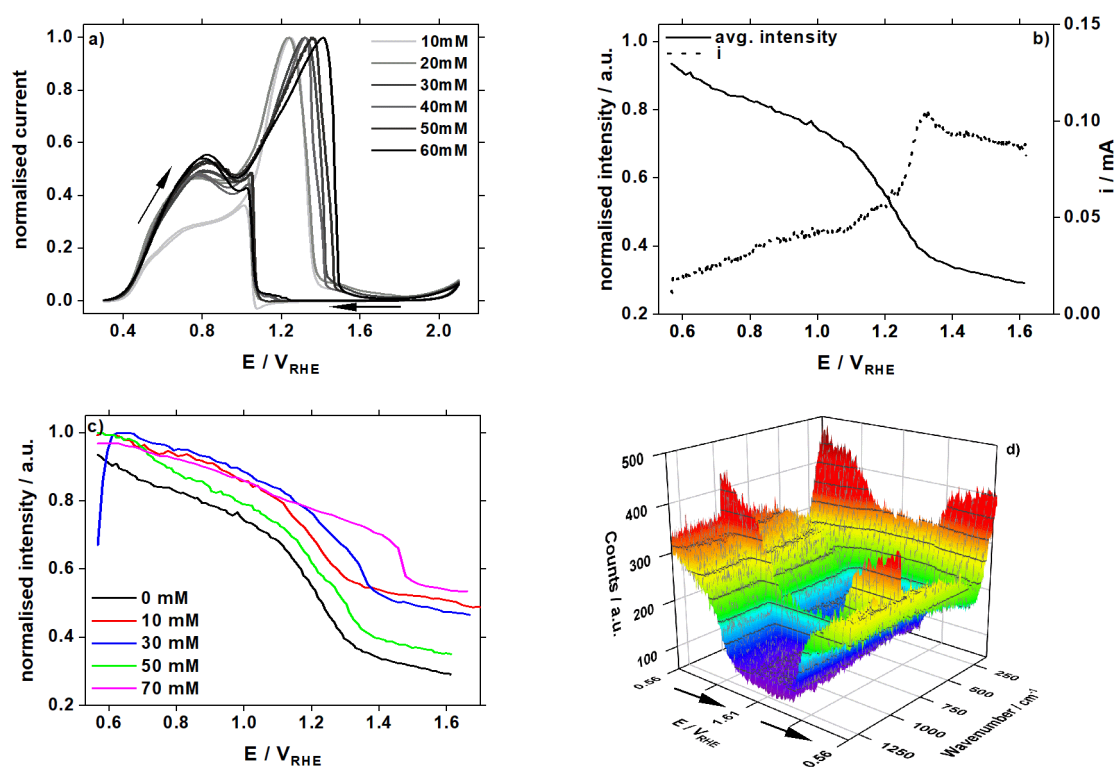 a)
normalised current
1.0
0.8
0.6
0.4
0.2
0.0
10mM
20mM
30mM
40mM
50mM
60mM
0.4 0.8 1.2 1.6 2.0
E / VRHE
b)
normalised intensity / a.u.
1.0
0.8
0.6
0.4
0.2
avg. intensity
i
0.15
0.10
0.05
0.00
i / mA
0.6 0.8 1.0 1.2 1.4 1.6
E / VRHE
c)
normalised intensity / a.u.
1.0
0.8
0.6
0.4
0.2
0 mM
10 mM
30 mM
50 mM
70 mM
0.6 0.8 1.0 1.2 1.4 1.6
E / VRHE
d)
500
400
300
200
100
Counts / a.u.
0.56
1.61
0.56
E / VRHE
250
500
750
1000
1250
Wavenumber / cm-1